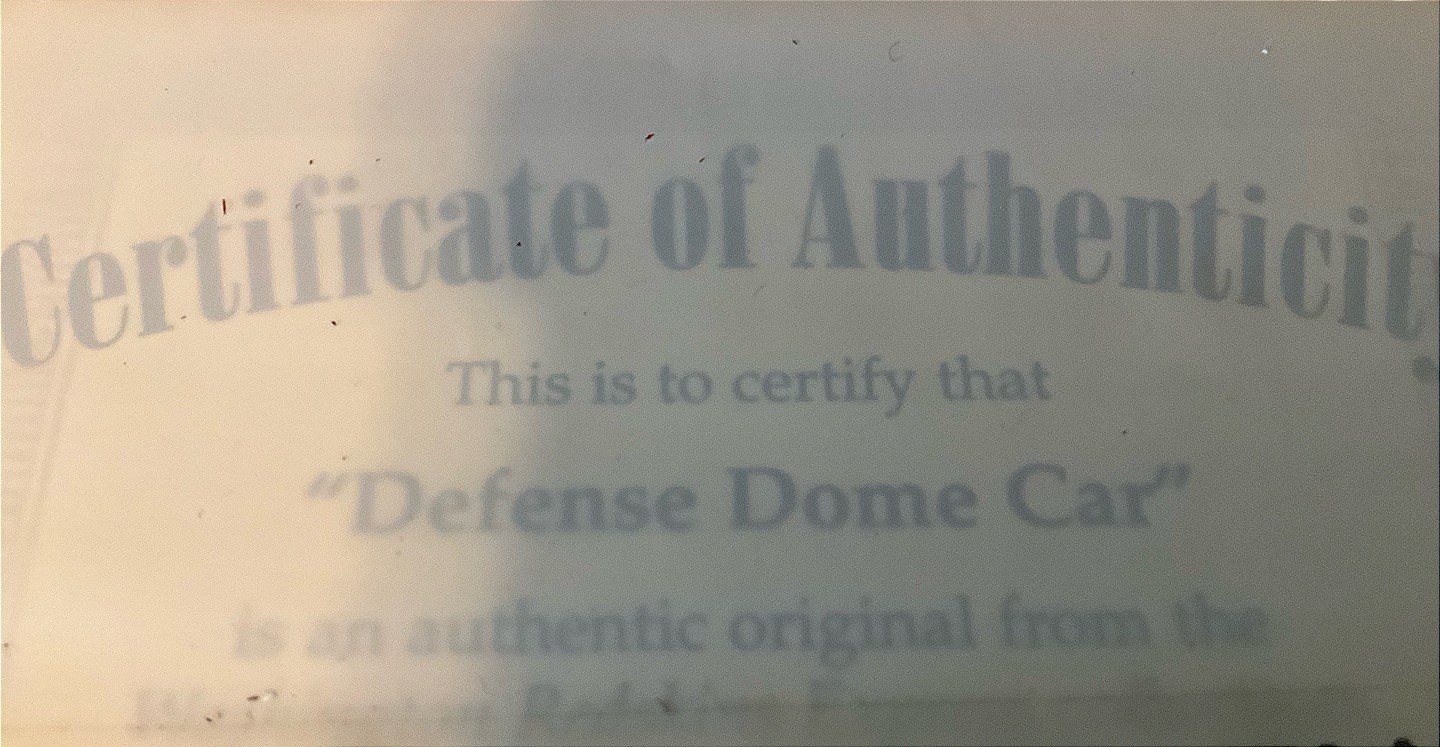 Certificate of Authenticit
This is to certify that
“Defense Dome Car”
is an authentic original from the